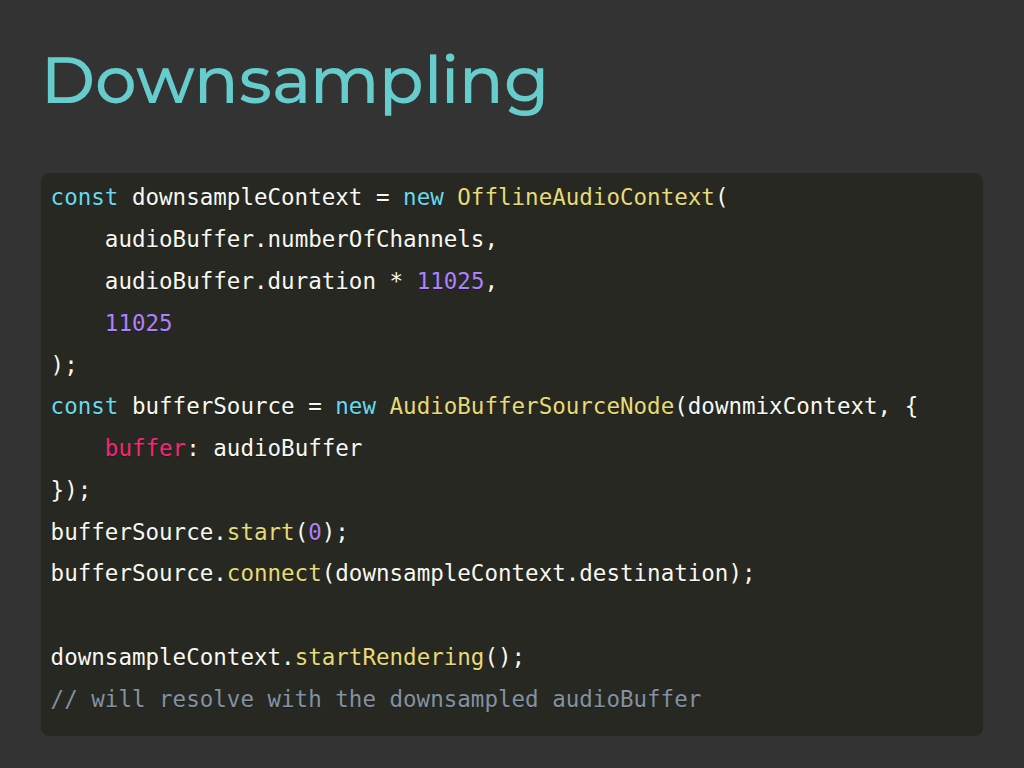 Downsampling
const downsampleContext = new OfflineAudioContext(
    audioBuffer.numberOfChannels,
    audioBuffer.duration * 11025,
    11025
);
const bufferSource = new AudioBufferSourceNode(downmixContext, {
    buffer: audioBuffer
});
bufferSource.start(0);
bufferSource.connect(downsampleContext.destination);

downsampleContext.startRendering();
// will resolve with the downsampled audioBuffer